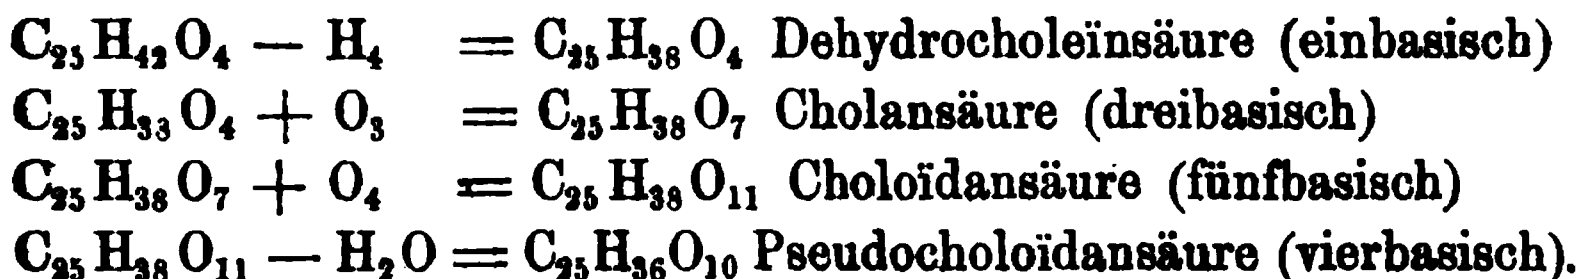 C₂₅H₄₂O₄ — H₄ = C₂₅H₃₈O₄ Dehydrocholeïnsäure (einbasisch)
C₂₅H₃₃O₄ + O₃ = C₂₅H₃₈O₇ Cholansäure (dreibasisch)
C₂₅H₃₈O₇ + O₄ = C₂₅H₃₈O₁₁ Choloïdansäure (fünfbasisch)
C₂₅H₃₈O₁₁ — H₂O = C₂₅H₃₆O₁₀ Pseudocholoïdansäure (vierbasisch).